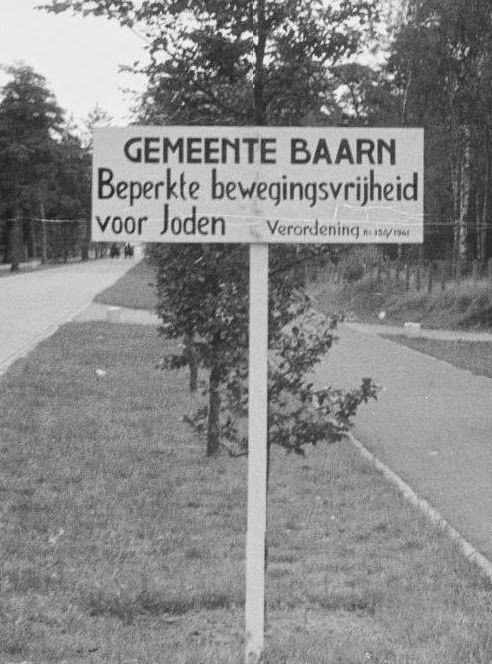 GEMEENTE BAARN
Beperkte bewegingsvrijheid
voor Joden Verordening